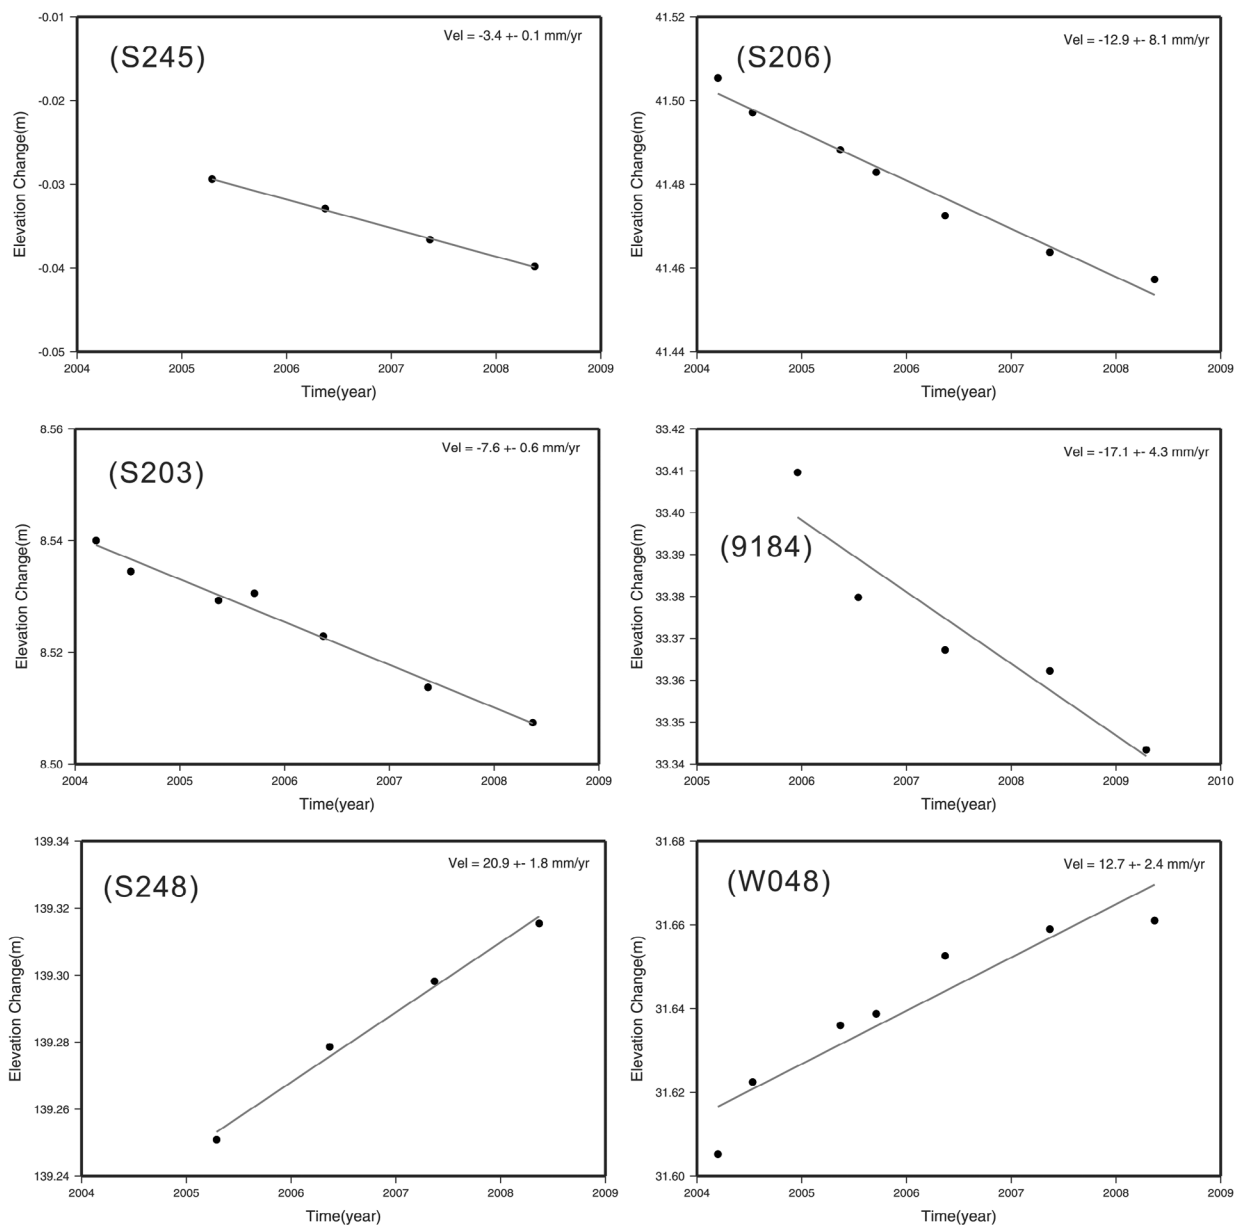 (S245)
Vel = -3.4 +- 0.1 mm/yr
Elevation Change(m)
-0.01
-0.02
-0.03
-0.04
-0.05
2004 2005 2006 2007 2008 2009
Time(year)
(S206)
Vel = -12.9 +- 8.1 mm/yr
Elevation Change(m)
41.52
41.50
41.48
41.46
41.44
2004 2005 2006 2007 2008 2009
Time(year)
(S203)
Vel = -7.6 +- 0.6 mm/yr
Elevation Change(m)
8.56
8.54
8.52
8.50
2004 2005 2006 2007 2008 2009
Time(year)
(9184)
Vel = -17.1 +- 4.3 mm/yr
Elevation Change(m)
33.42
33.41
33.40
33.39
33.38
33.37
33.36
33.35
33.34
2005 2006 2007 2008 2009 2010
Time(year)
(S248)
Vel = 20.9 +- 1.8 mm/yr
Elevation Change(m)
139.34
139.32
139.30
139.28
139.26
139.24
2004 2005 2006 2007 2008 2009
Time(year)
(W048)
Vel = 12.7 +- 2.4 mm/yr
Elevation Change(m)
31.68
31.66
31.64
31.62
31.60
2004 2005 2006 2007 2008 2009
Time(year)